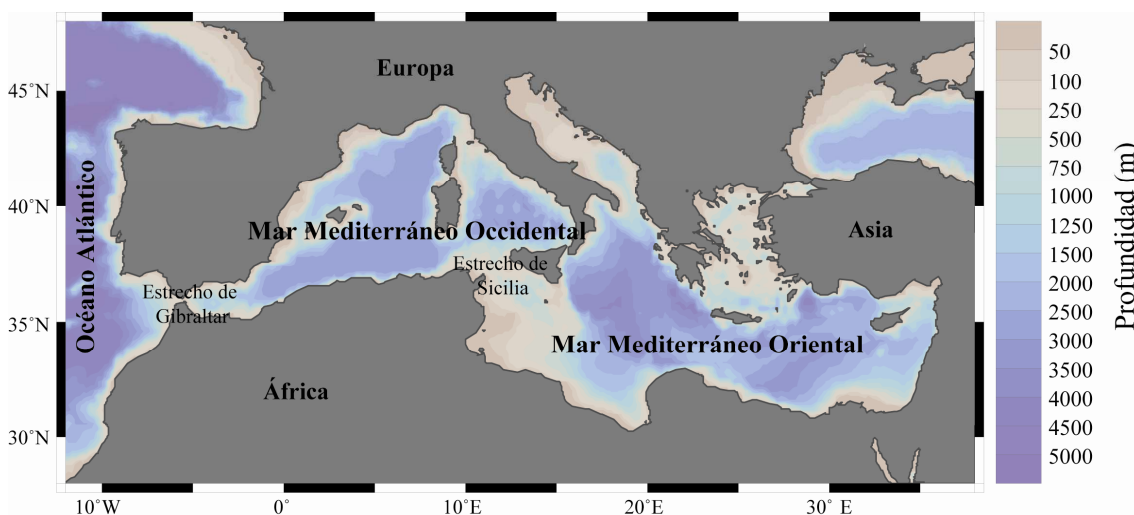 Europa
Océano Atlántico
Mar Mediterráneo Occidental
Asia
Estrecho de
Gibraltar
Estrecho de
Sicilia
Mar Mediterráneo Oriental
África
45°N
40°N
35°N
30°N
10°W
0°
10°E
20°E
30° E
50
100
250
500
750
1000
1250
1500
2000
2500
3000
3500
4000
4500
5000
Profundidad (m)